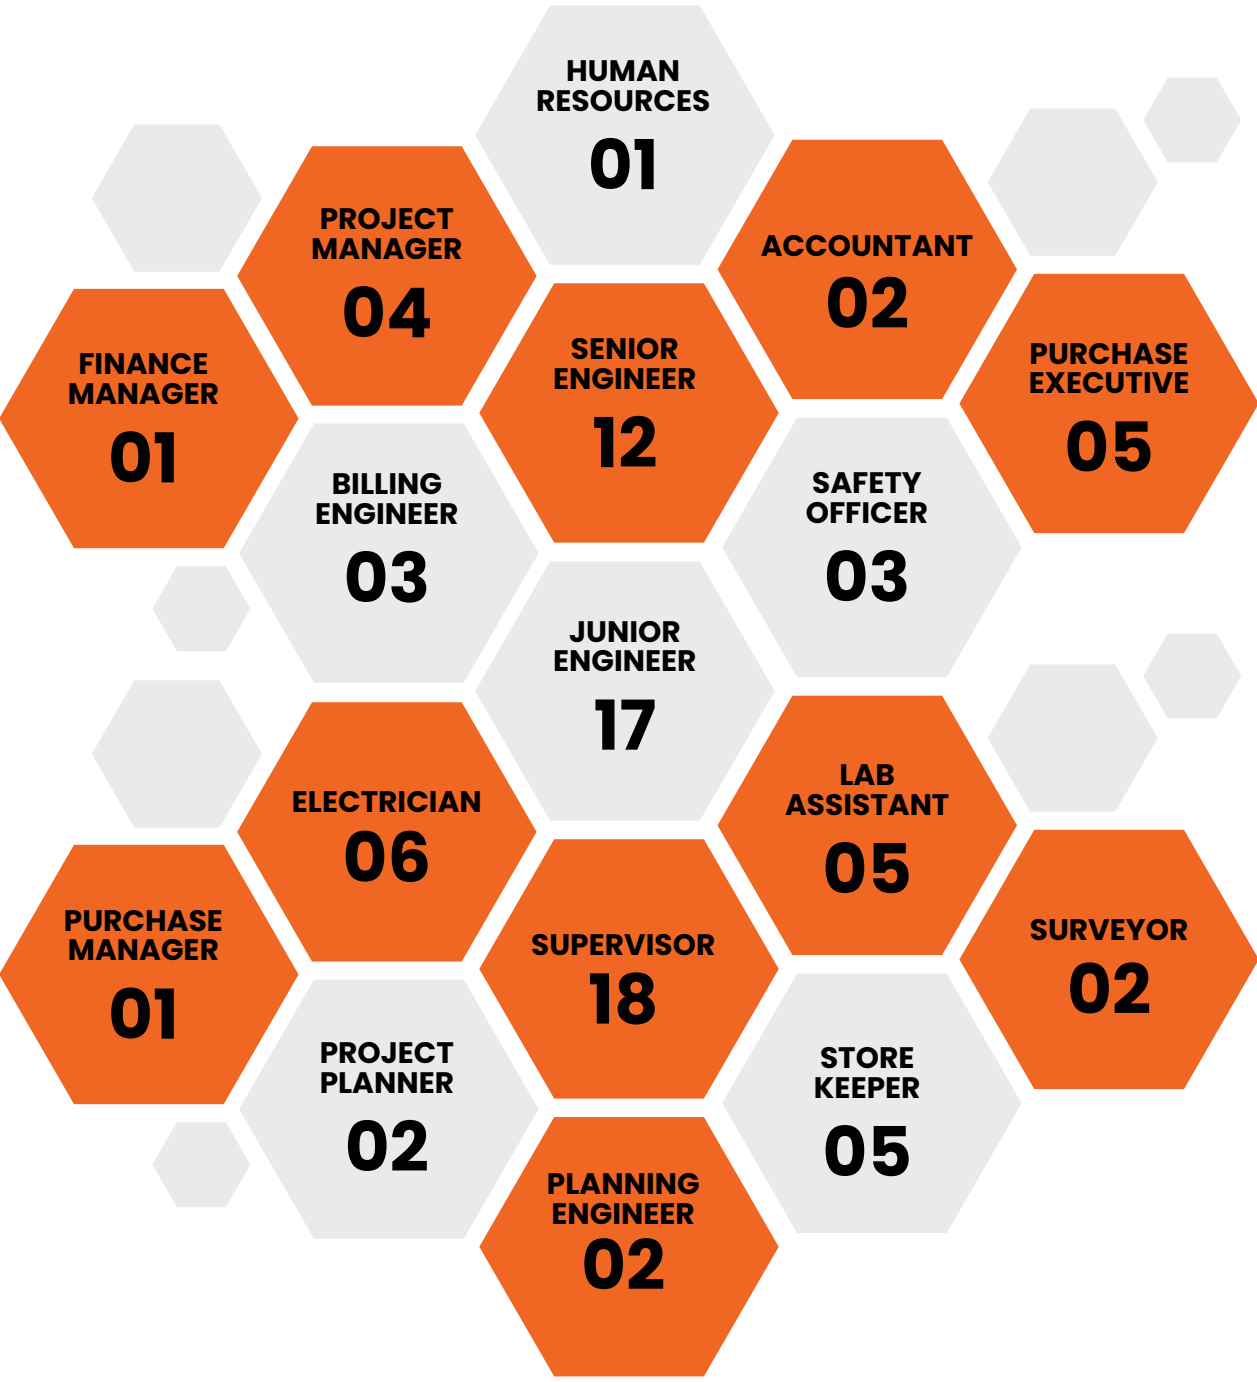 HUMAN
RESOURCES
01
PROJECT
MANAGER
04
ACCOUNTANT
02
FINANCE
MANAGER
01
SENIOR
ENGINEER
12
PURCHASE
EXECUTIVE
05
BILLING
ENGINEER
03
SAFETY
OFFICER
03
JUNIOR
ENGINEER
17
ELECTRICIAN
06
LAB
ASSISTANT
05
PURCHASE
MANAGER
01
SUPERVISOR
18
SURVEYOR
02
PROJECT
PLANNER
02
STORE
KEEPER
05
PLANNING
ENGINEER
02